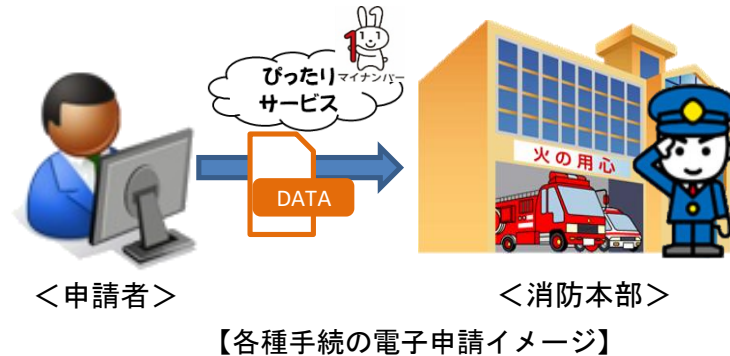 ぴったり
サービス
マイナンバー
1
DATA
火の用心
＜申請者＞
＜消防本部＞
【各種手続の電子申請イメージ】